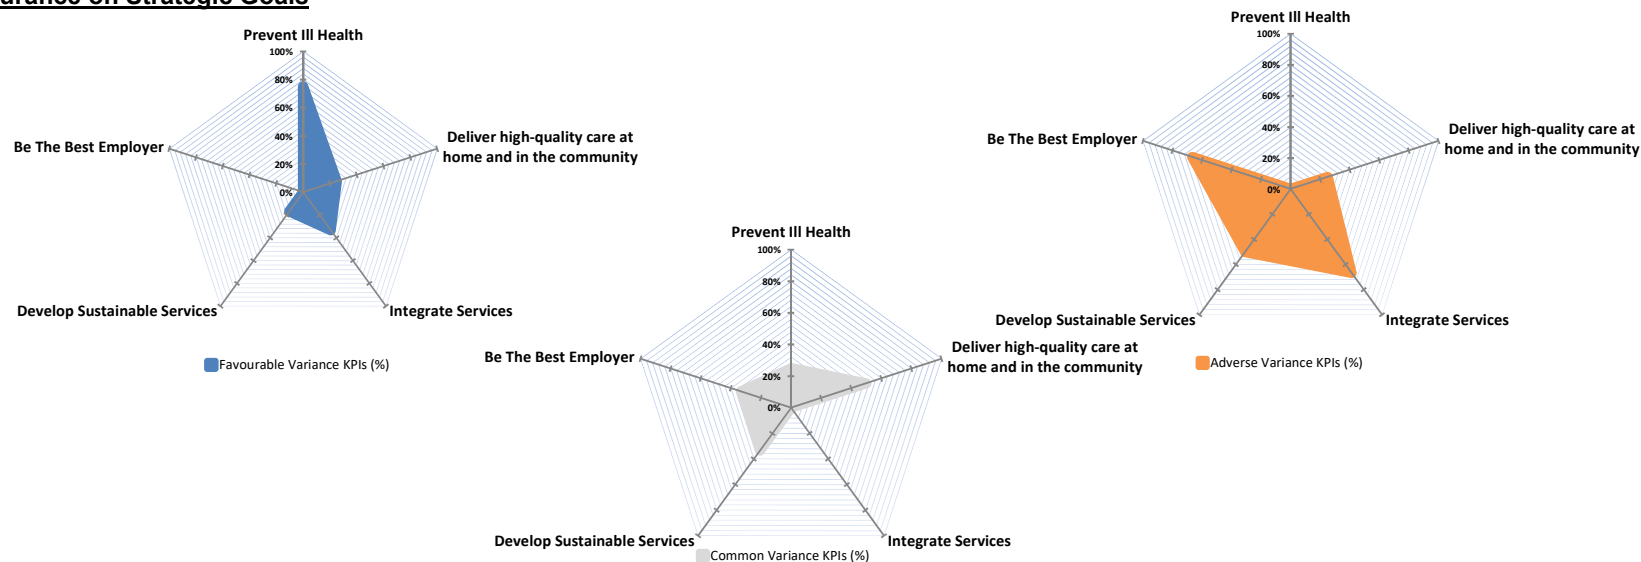 on Strategic Goals
Prevent Ill Health
100%
80%
60%
40%
20%
0%
Be The Best Employer
Deliver high-quality care at
home and in the community
Develop Sustainable Services
Integrate Services
Favourable Variance KPIs (%)
Prevent Ill Health
100%
80%
60%
40%
20%
0%
Be The Best Employer
Deliver high-quality care at
home and in the community
Develop Sustainable Services
Integrate Services
Common Variance KPIs (%)
Prevent Ill Health
100%
80%
60%
40%
20%
0%
Be The Best Employer
Deliver high-quality care at
home and in the community
Develop Sustainable Services
Integrate Services
Adverse Variance KPIs (%)